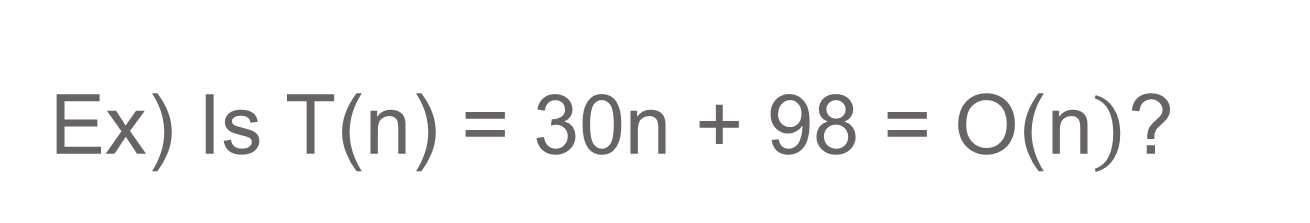 Ex) Is T(n) = 30n + 98 = O(n)?